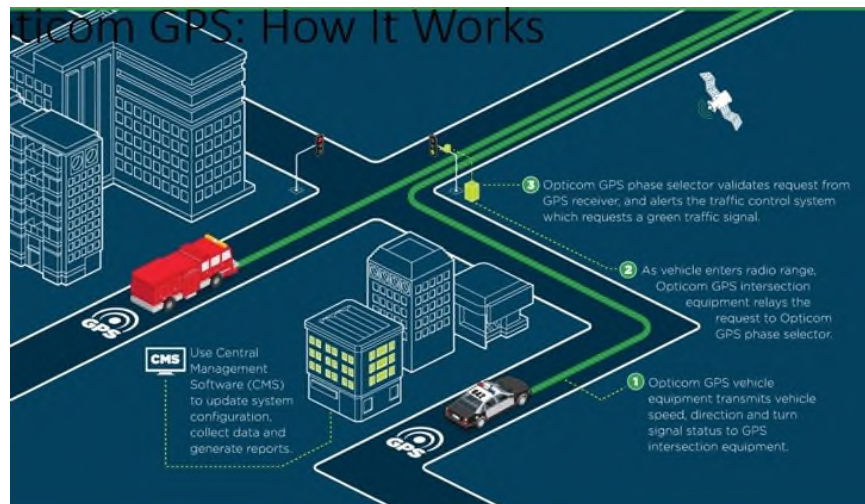 ticom GPS: How It Works
3 Opticom GPS phase selector validates request from
GPS receiver, and alerts the traffic control system
which requests a green traffic signal.
2 As vehicle enters radio range,
Opticom GPS intersection
equipment relays the
request to Opticom
GPS phase selector.
GPS
CMS Use Central
Management
Software (CMS)
to update system
configuration,
collect data and
generate reports.
1 Opticom GPS vehicle
equipment transmits vehicle
speed, direction and turn
signal status to GPS
intersection equipment.
GPS